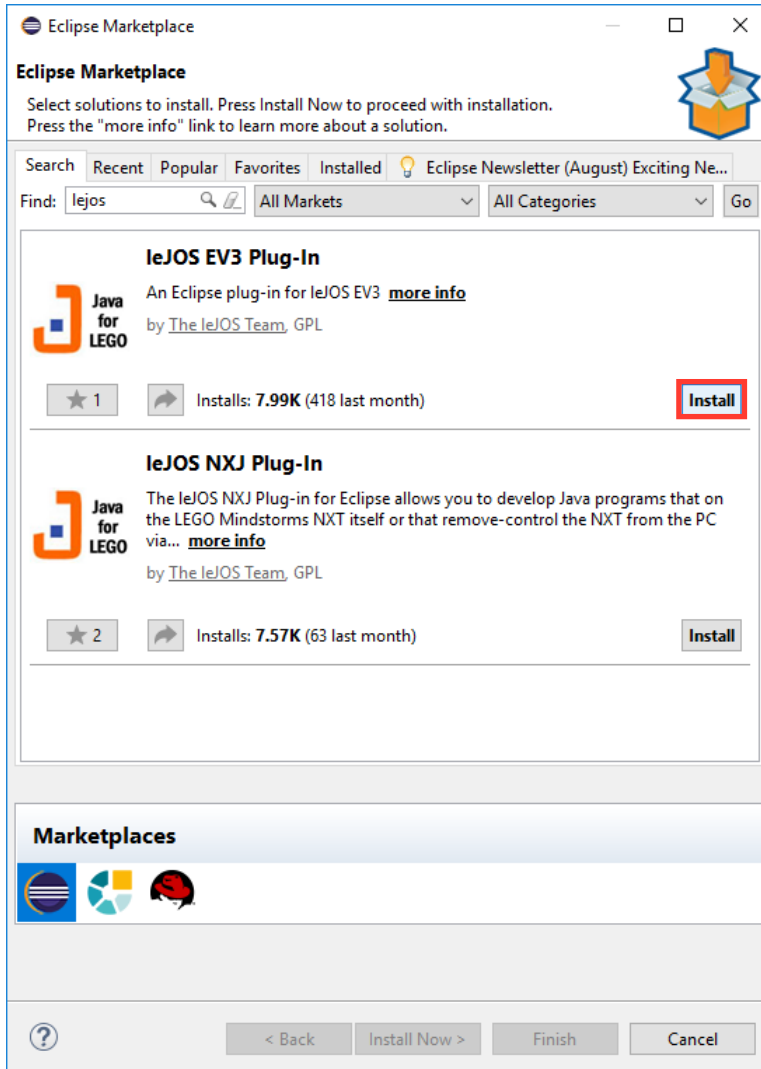 Eclipse Marketplace
Eclipse Marketplace
Select solutions to install. Press Install Now to proceed with installation.
Press the "more info" link to learn more about a solution.
Search Recent Popular Favorites Installed Eclipse Newsletter (August) Exciting Ne...
Find: lejos All Markets All Categories Go
leJOS EV3 Plug-In
Java
for
LEGO
An Eclipse plug-in for leJOS EV3 more info
by The leJOS Team, GPL
1 Installs: 7.99K (418 last month) Install
leJOS NXJ Plug-In
Java
for
LEGO
The leJOS NXJ Plug-in for Eclipse allows you to develop Java programs that on
the LEGO Mindstorms NXT itself or that remove-control the NXT from the PC
via... more info
by The leJOS Team, GPL
2 Installs: 7.57K (63 last month) Install
Marketplaces
? < Back Install Now > Finish Cancel